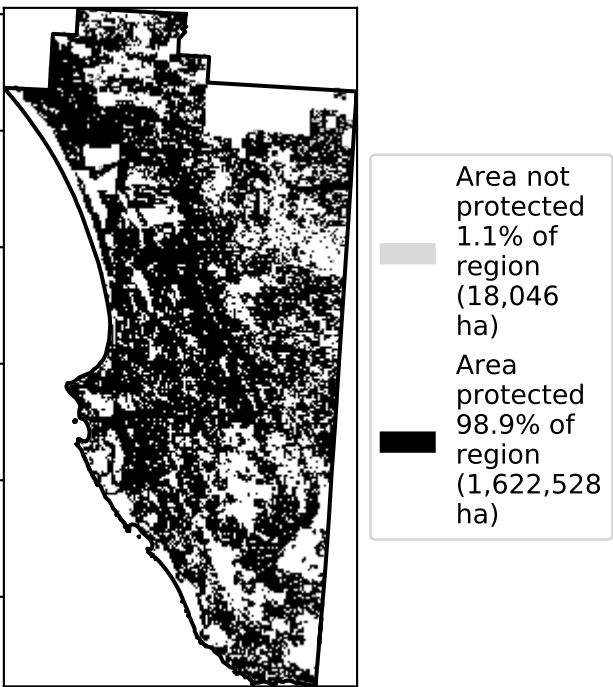 Area not
protected
1.1% of
region
(18,046
ha)
Area
protected
98.9% of
region
(1,622,528
ha)